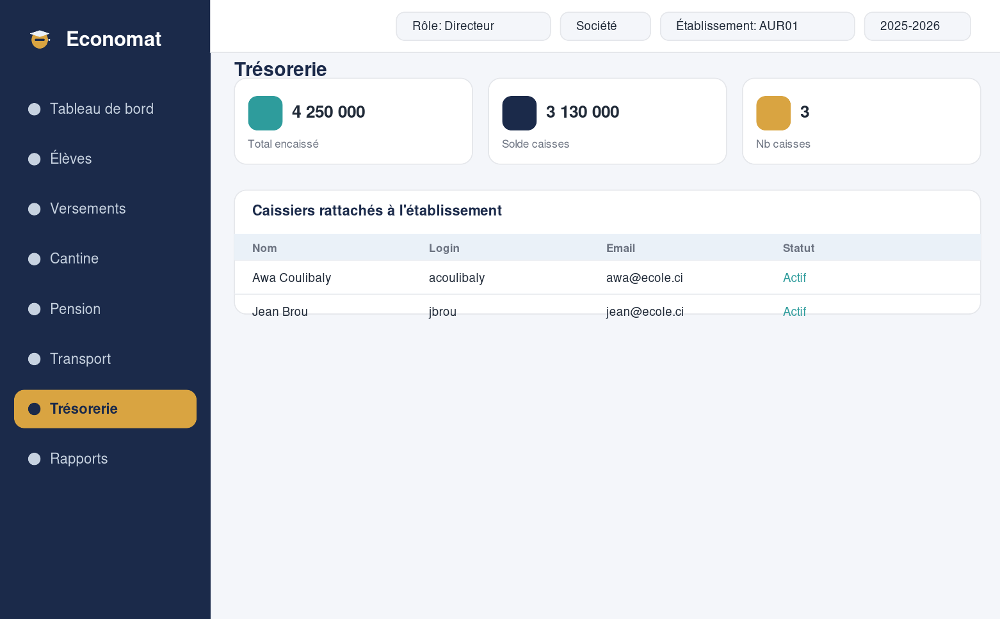 Economat
Rôle: Directeur
Société
Établissement: AUR01
2025-2026
Tableau de bord
Élèves
Versements
Cantine
Pension
Transport
Trésorerie
Rapports
Trésorerie
4 250 000
Total encaissé
3 130 000
Solde caisses
3
Nb caisses
Caissiers rattachés à l'établissement
Nom Login Email Statut
Awa Coulibaly acoulibaly awa@ecole.ci Actif
Jean Brou jbrou jean@ecole.ci Actif